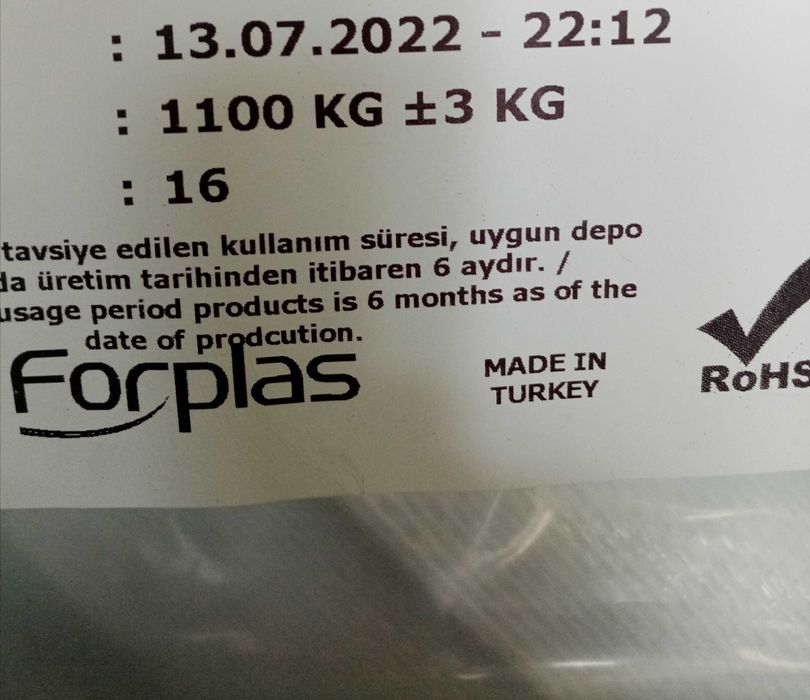 : 13.07.2022 - 22:12
: 1100 KG ±3 KG
: 16
tavsiye edilen kullanım süresi, uygun depo
da üretim tarihinden itibaren 6 aydır. /
usage period products is 6 months as of the
date of prodcution.
Forplas
MADE IN
TURKEY
RoHS